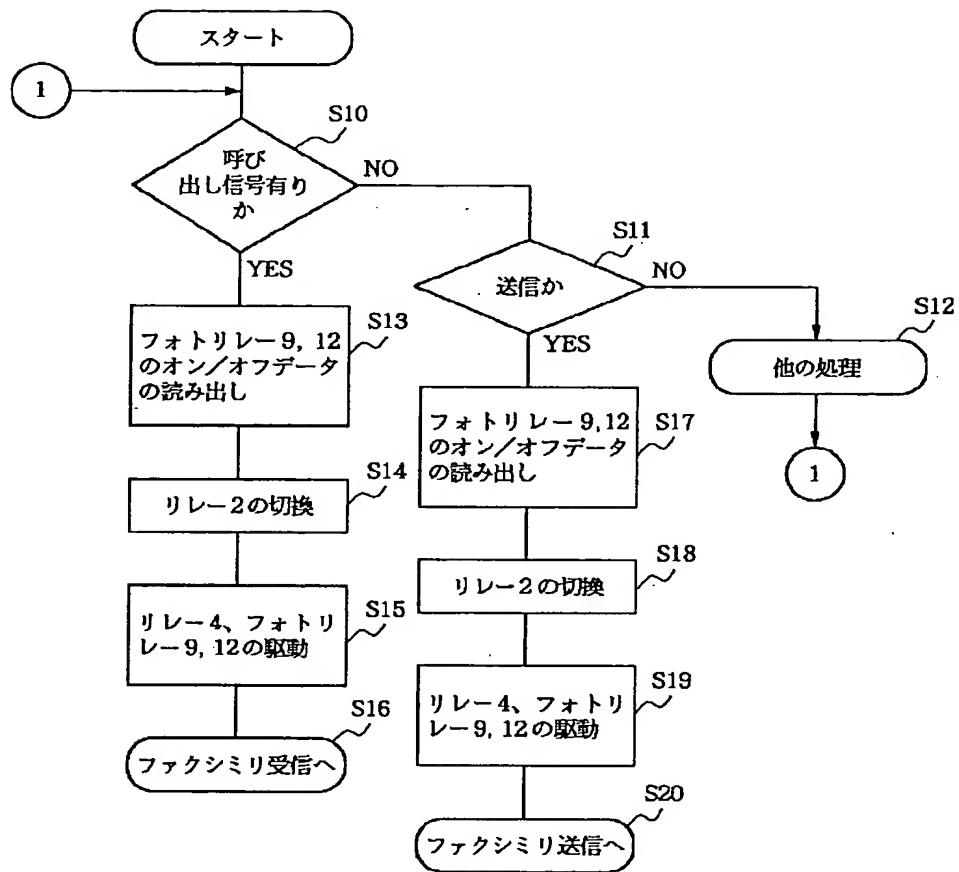 スタート
1
S10
呼び
出し信号有り
か
NO
YES
S11
送信か
NO
YES
S12
他の処理
1
S13
フォトリレー9, 12
のオン/オフデータ
の読み出し
S14
リレー2の切換
S15
リレー4、フォトリ
レー9, 12の駆動
S16
ファクシミリ受信へ
S17
フォトリレー9,12
のオン/オフデータ
の読み出し
S18
リレー2の切換
S19
リレー4、フォトリ
レー9, 12の駆動
S20
ファクシミリ送信へ